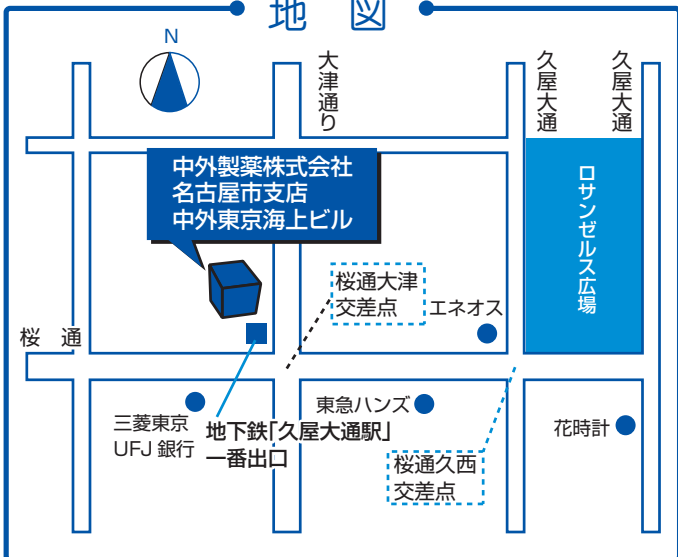 地 図
N
大津通り
久屋大通
久屋大通
中外製薬株式会社
名古屋市支店
中外東京海上ビル
ロサンゼルス広場
桜通大津
交差点
エネオス
桜 通
三菱東京
UFJ 銀行
地下鉄｢久屋大通駅｣
一番出口
東急ハンズ
桜通久西
交差点
花時計